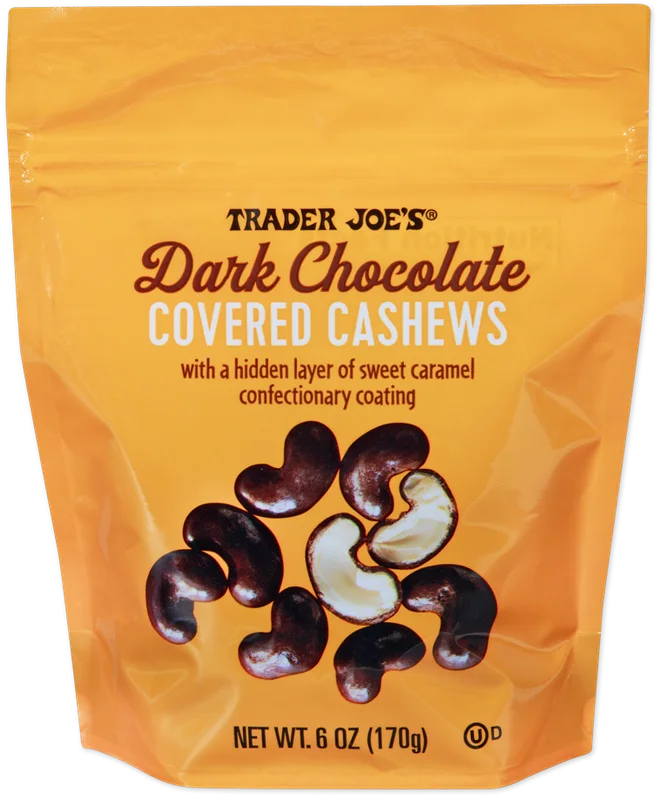 TRADER JOE'S®
Dark Chocolate
COVERED CASHEWS
with a hidden layer of sweet caramel
confectionary coating
NET WT. 6 OZ (170g)
U D